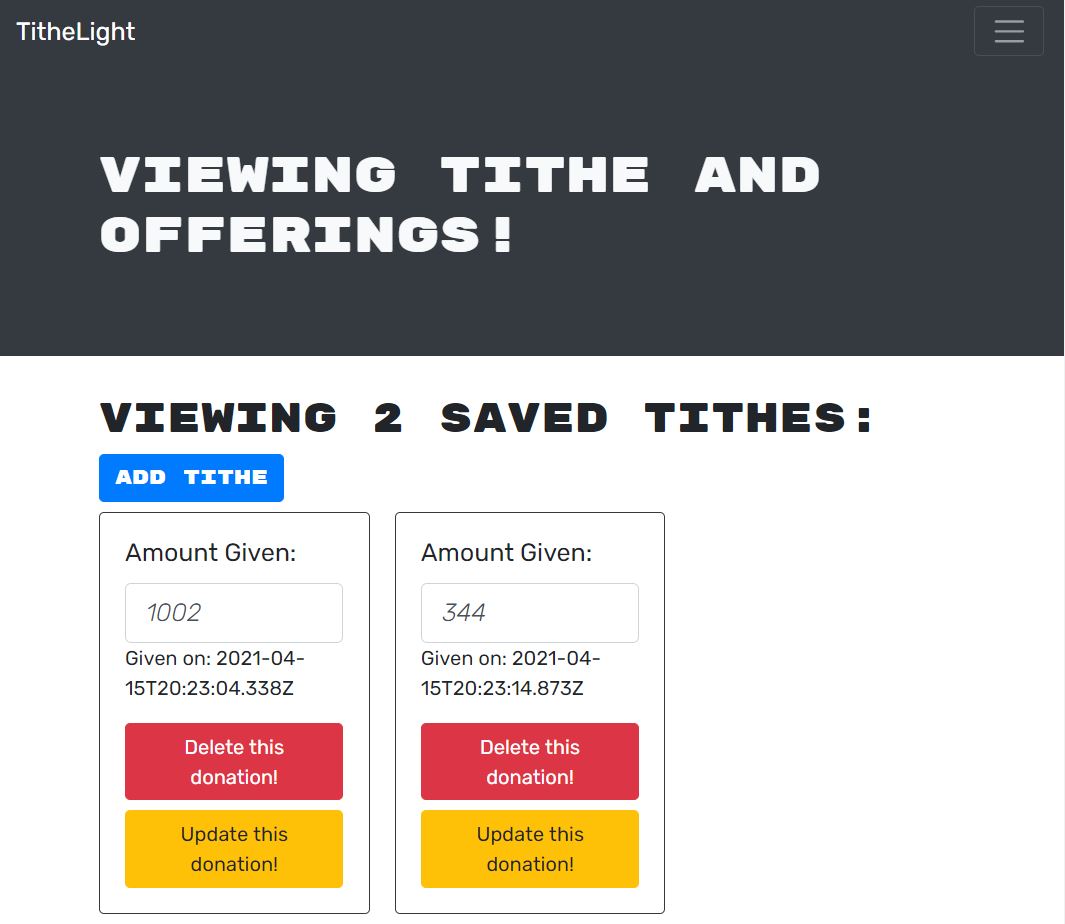 TitheLight
VIEWING TITHE AND
OFFERINGS!
VIEWING 2 SAVED TITHES:
ADD TITHE
Amount Given:
1002
Given on: 2021-04-
15T20:23:04.338Z
Delete this
donation!
Update this
donation!
Amount Given:
344
Given on: 2021-04-
15T20:23:14.873Z
Delete this
donation!
Update this
donation!